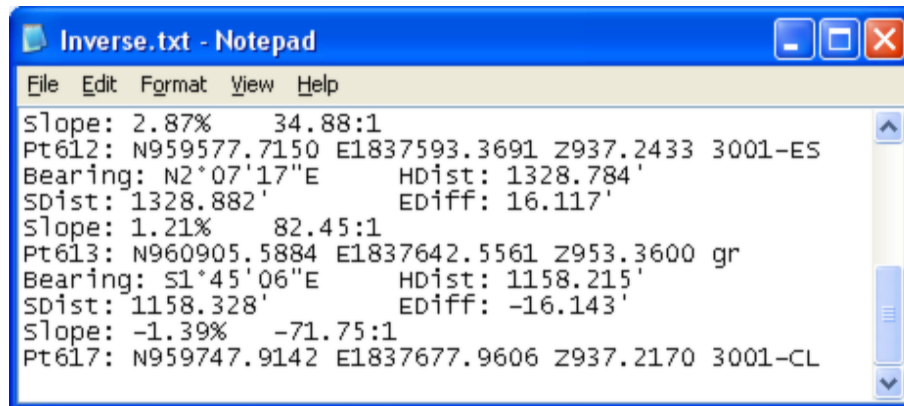 Inverse.txt - Notepad
File Edit Format View Help
Slope: 2.87% 34.88:1
Pt612: N959577.7150 E1837593.3691 Z937.2433 3001-ES
Bearing: N2°07'17"E HDist: 1328.784'
SDist: 1328.882' EDiff: 16.117'
Slope: 1.21% 82.45:1
Pt613: N960905.5884 E1837642.5561 Z953.3600 gr
Bearing: S1°45'06"E HDist: 1158.215'
SDist: 1158.328' EDiff: -16.143'
Slope: -1.39% -71.75:1
Pt617: N959747.9142 E1837677.9606 Z937.2170 3001-CL